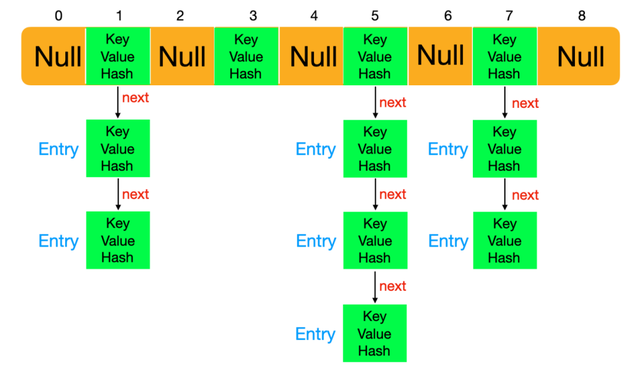 0 1 2 3 4 5 6 7 8
Null Key Null Key Null Key Null Key Null
Value Value Value Value
Hash Hash Hash Hash
next next next
Key Key Key
Entry Value Entry Value Entry Value
Hash Hash Hash
next next next
Key Key Key
Entry Value Entry Value Entry Value
Hash Hash Hash
next
Key
Entry Value
Hash